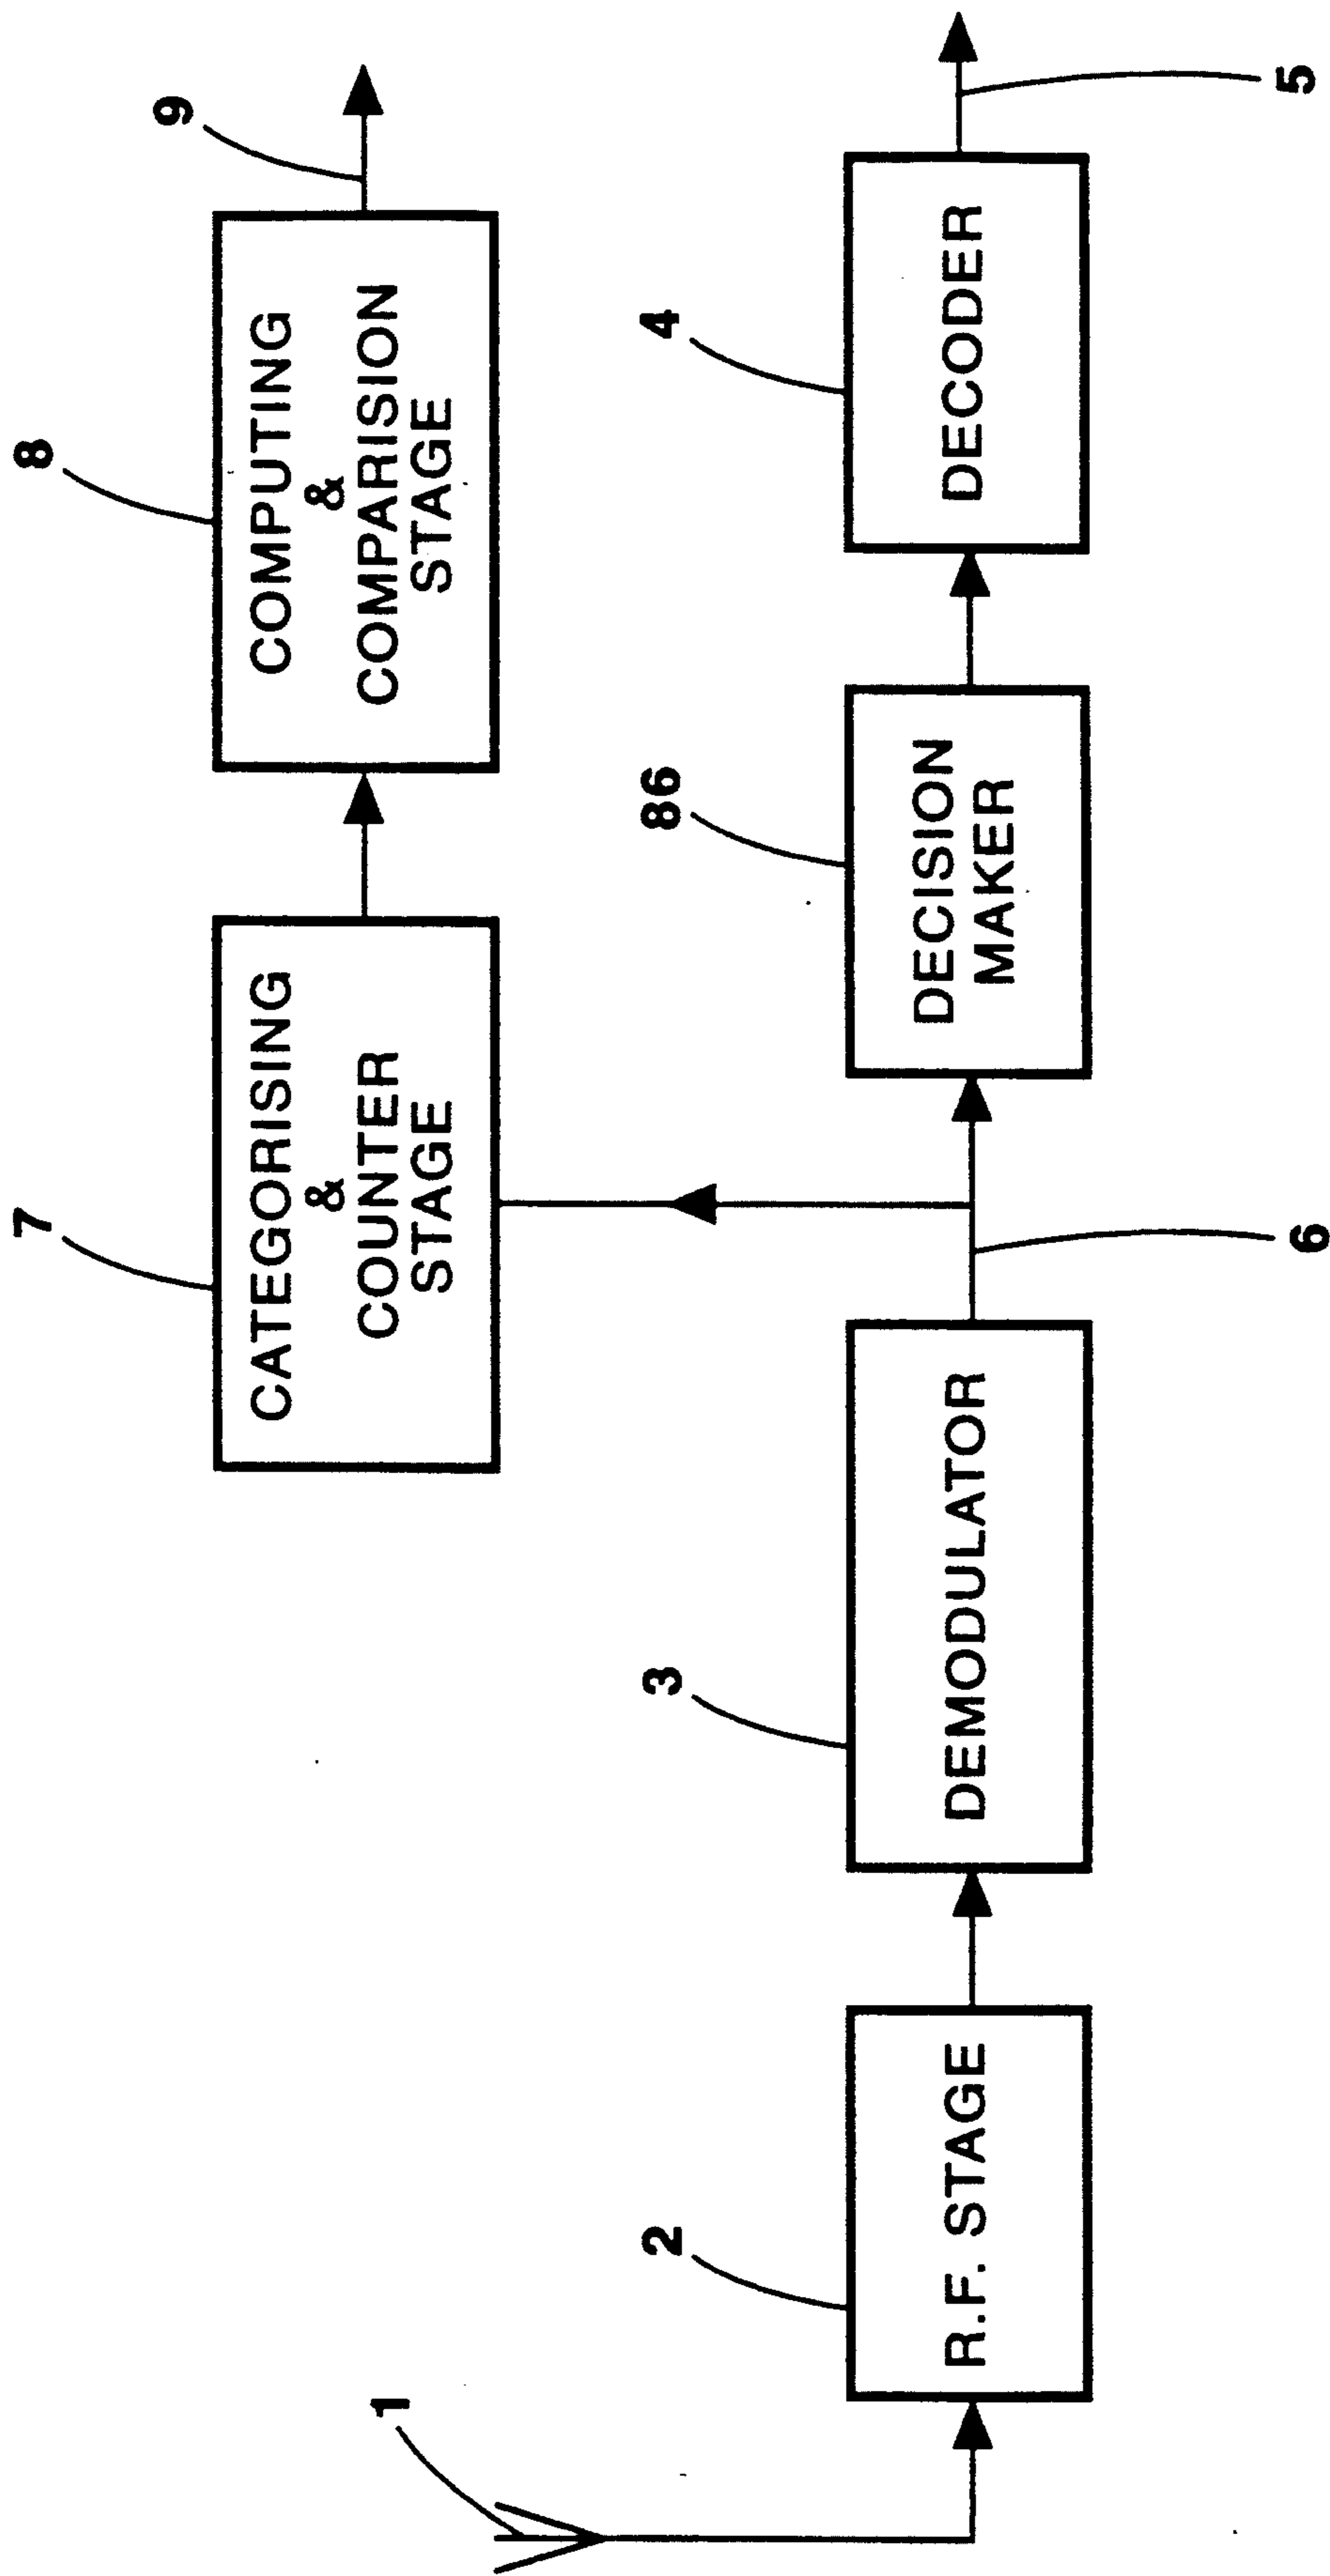 9
8
COMPUTING
&
COMPARISION
STAGE
7
CATEGORISING
&
COUNTER
STAGE
1
2
R.F. STAGE
3
DEMODULATOR
6
86
DECISION
MAKER
4
DECODER
5